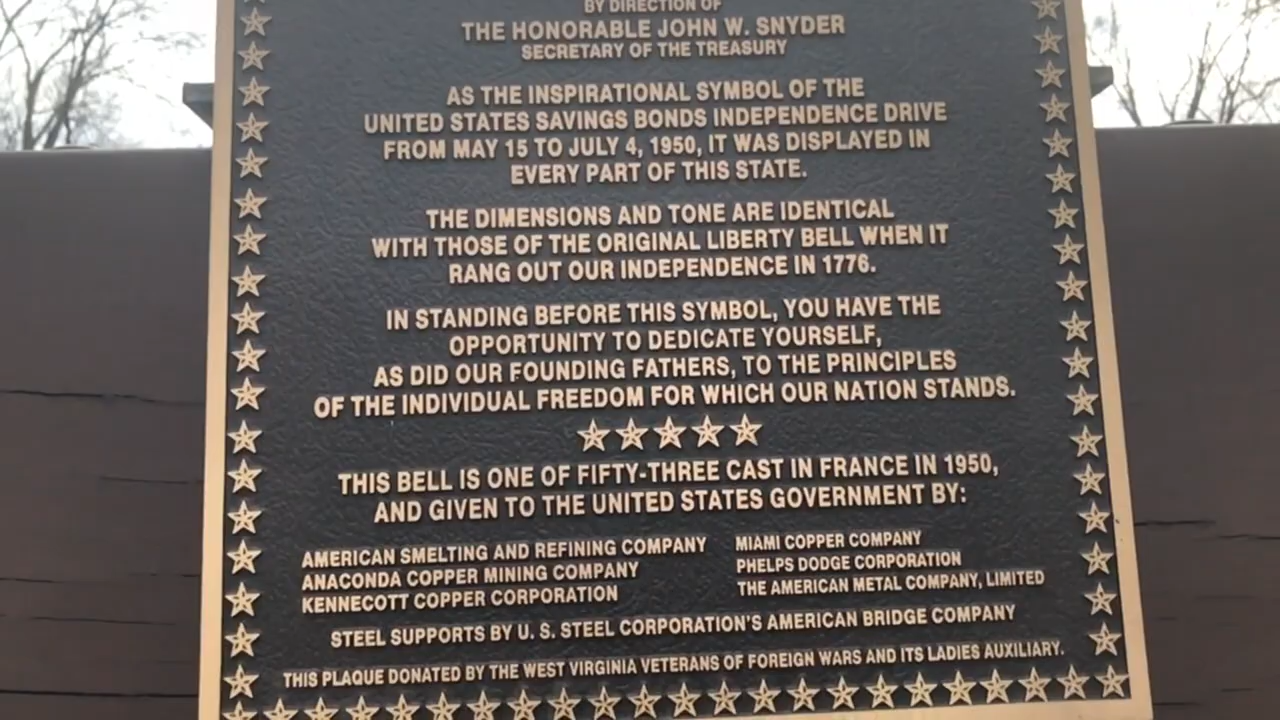 BY DIRECTION OF
THE HONORABLE JOHN W. SNYDER
SECRETARY OF THE TREASURY
AS THE INSPIRATIONAL SYMBOL OF THE
UNITED STATES SAVINGS BONDS INDEPENDENCE DRIVE
FROM MAY 15 TO JULY 4, 1950, IT WAS DISPLAYED IN
EVERY PART OF THIS STATE.
THE DIMENSIONS AND TONE ARE IDENTICAL
WITH THOSE OF THE ORIGINAL LIBERTY BELL WHEN IT
RANG OUT OUR INDEPENDENCE IN 1776.
IN STANDING BEFORE THIS SYMBOL, YOU HAVE THE
OPPORTUNITY TO DEDICATE YOURSELF,
AS DID OUR FOUNDING FATHERS, TO THE PRINCIPLES
OF THE INDIVIDUAL FREEDOM FOR WHICH OUR NATION STANDS.
THIS BELL IS ONE OF FIFTY-THREE CAST IN FRANCE IN 1950,
AND GIVEN TO THE UNITED STATES GOVERNMENT BY:
AMERICAN SMELTING AND REFINING COMPANY
ANACONDA COPPER MINING COMPANY
KENNECOTT COPPER CORPORATION
MIAMI COPPER COMPANY
PHELPS DODGE CORPORATION
THE AMERICAN METAL COMPANY, LIMITED
STEEL SUPPORTS BY U. S. STEEL CORPORATION'S AMERICAN BRIDGE COMPANY
THIS PLAQUE DONATED BY THE WEST VIRGINIA VETERANS OF FOREIGN WARS AND ITS LADIES AUXILIARY.